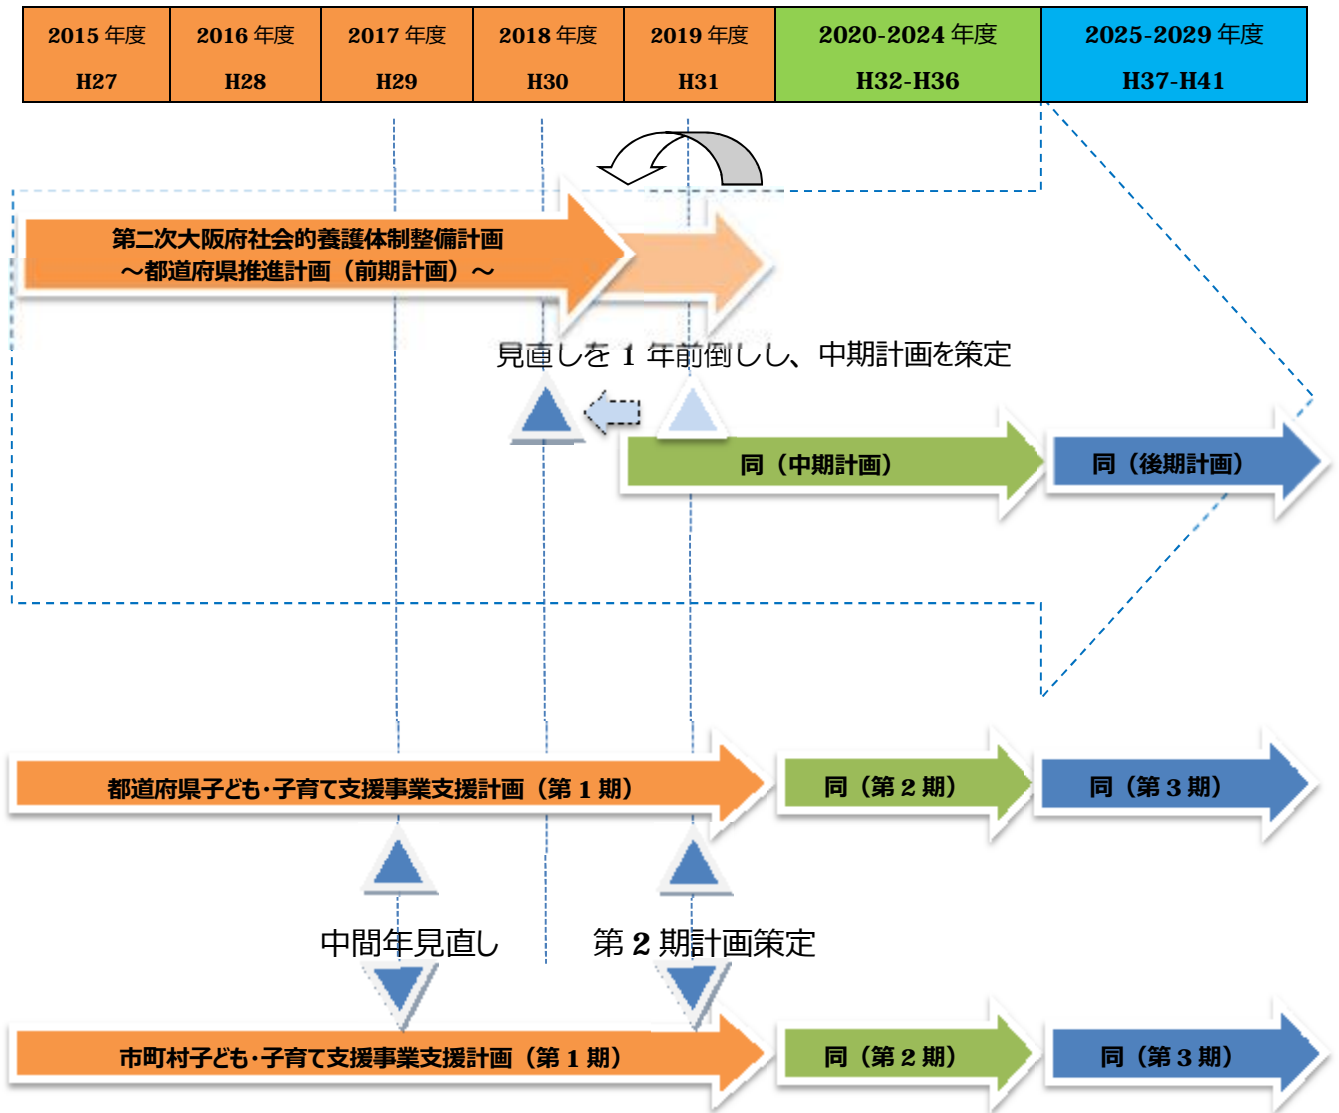 2015 年度
H27
2016 年度
H28
2017 年度
H29
2018 年度
H30
2019 年度
H31
2020-2024 年度
H32-H36
2025-2029 年度
H37-H41
第二次大阪府社会的養護体制整備計画
～都道府県推進計画（前期計画）～
見直しを 1 年前倒しし、中期計画を策定
同（中期計画）
同（後期計画）
都道府県子ども・子育て支援事業支援計画（第 1 期）
同（第 2 期）
同（第 3 期）
中間年見直し
第 2 期計画策定
市町村子ども・子育て支援事業支援計画（第 1 期）
同（第 2 期）
同（第 3 期）